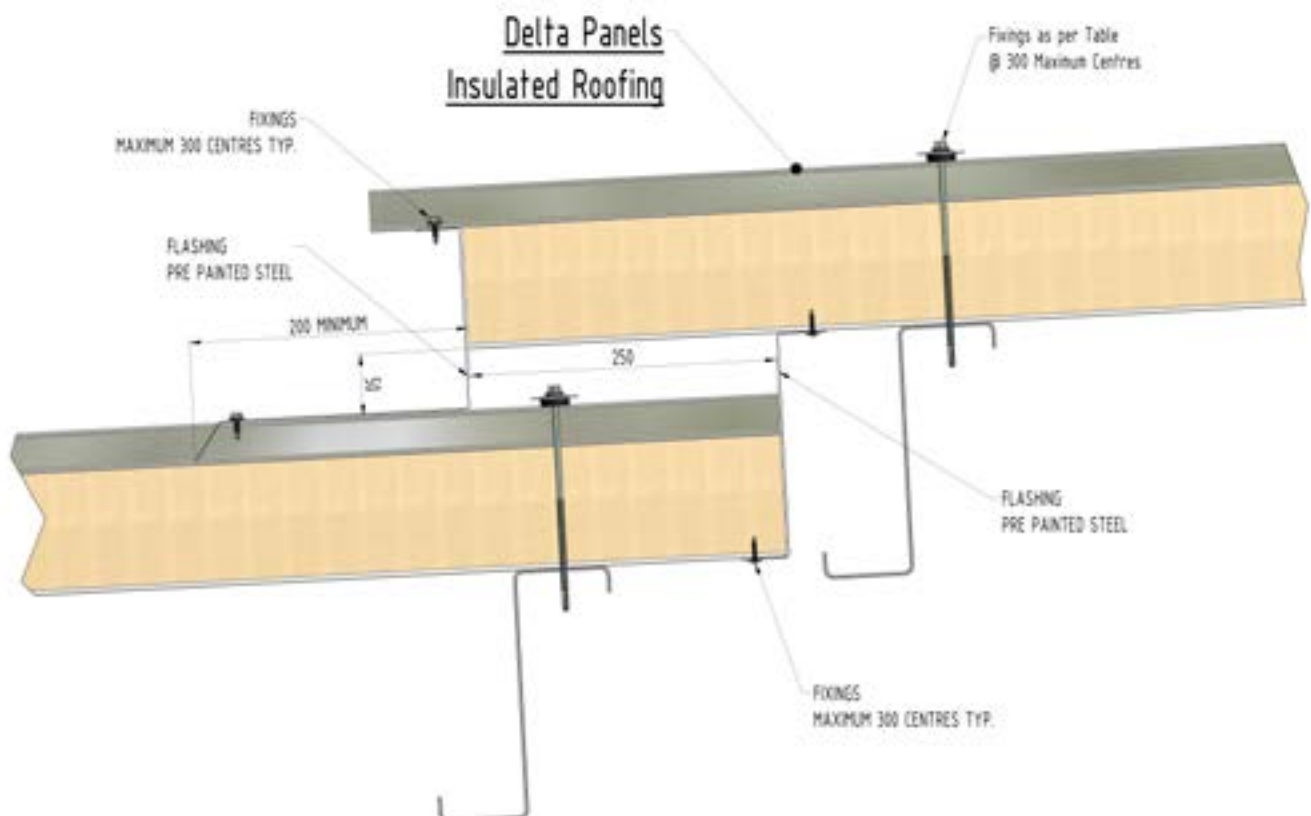 Delta Panels
Insulated Roofing
Fixings as per Table
@ 300 Maximum Centres
FIXINGS
MAXIMUM 300 CENTRES TYP.
FLASHING
PRE PAINTED STEEL
200 MINIMUM
250
FLASHING
PRE PAINTED STEEL
FIXINGS
MAXIMUM 300 CENTRES TYP.